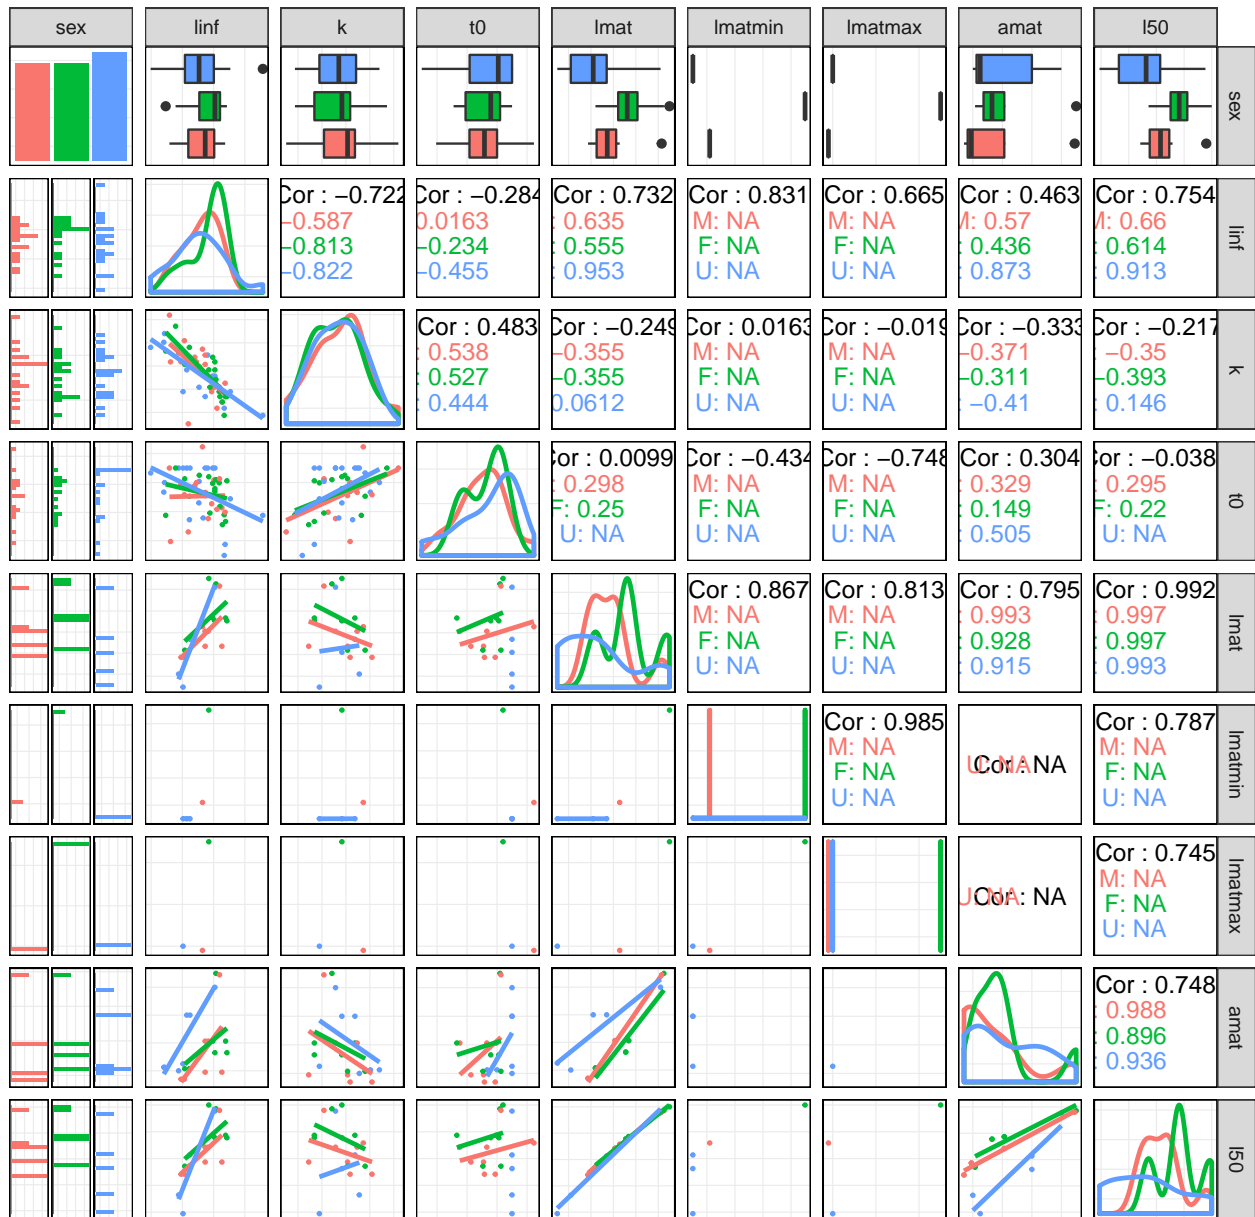 sex linf k t0 lmat lmatmin lmatmax amat l50
sex
Cor : −0.722 Cor : −0.284 Cor : 0.732 Cor : 0.831 Cor : 0.665 Cor : 0.463 Cor : 0.754
−0.587 0.0163 : 0.635 M: NA M: NA M: 0.57 M: 0.66
−0.813 −0.234 : 0.555 F: NA F: NA : 0.436 : 0.614
−0.822 −0.455 : 0.953 U: NA U: NA : 0.873 : 0.913
linf
Cor : 0.483 Cor : −0.249 Cor : 0.0163 Cor : −0.019 Cor : −0.333 Cor : −0.217
: 0.538 −0.355 M: NA M: NA −0.371 : −0.35
: 0.527 −0.355 F: NA F: NA −0.311 −0.393
: 0.444 0.0612 U: NA U: NA : −0.41 : 0.146
k
Cor : 0.0099 Cor : −0.434 Cor : −0.748 Cor : 0.304 Cor : −0.038
: 0.298 M: NA M: NA : 0.329 : 0.295
F: 0.25 F: NA F: NA : 0.149 F: 0.22
U: NA U: NA U: NA : 0.505 U: NA
t0
Cor : 0.867 Cor : 0.813 Cor : 0.795 Cor : 0.992
M: NA M: NA : 0.993 : 0.997
F: NA F: NA : 0.928 : 0.997
U: NA U: NA : 0.915 : 0.993
lmat
Cor : 0.985 Cor : 0.787
M: NA M: NA
F: NA F: NA
U: NA U: NA
U: NA Cor : NA
lmatmin
Cor : 0.745
M: NA
F: NA
U: NA
U: NA Cor : NA
lmatmax
Cor : 0.748
: 0.988
: 0.896
: 0.936
amat
l50